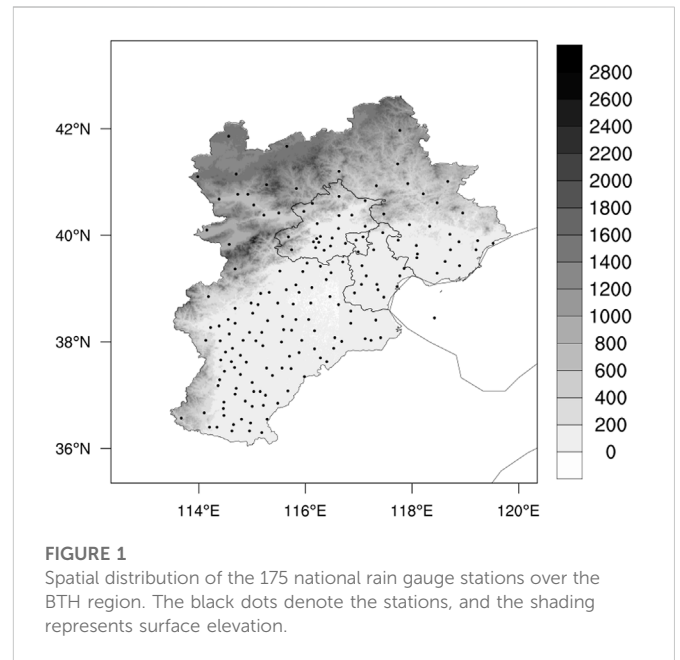 42°N
40°N
38°N
36°N
114°E
116°E
118°E
120°E
2800
2600
2400
2200
2000
1800
1600
1400
1200
1000
800
600
400
200
0
FIGURE 1
Spatial distribution of the 175 national rain gauge stations over the
BTH region. The black dots denote the stations, and the shading
represents surface elevation.